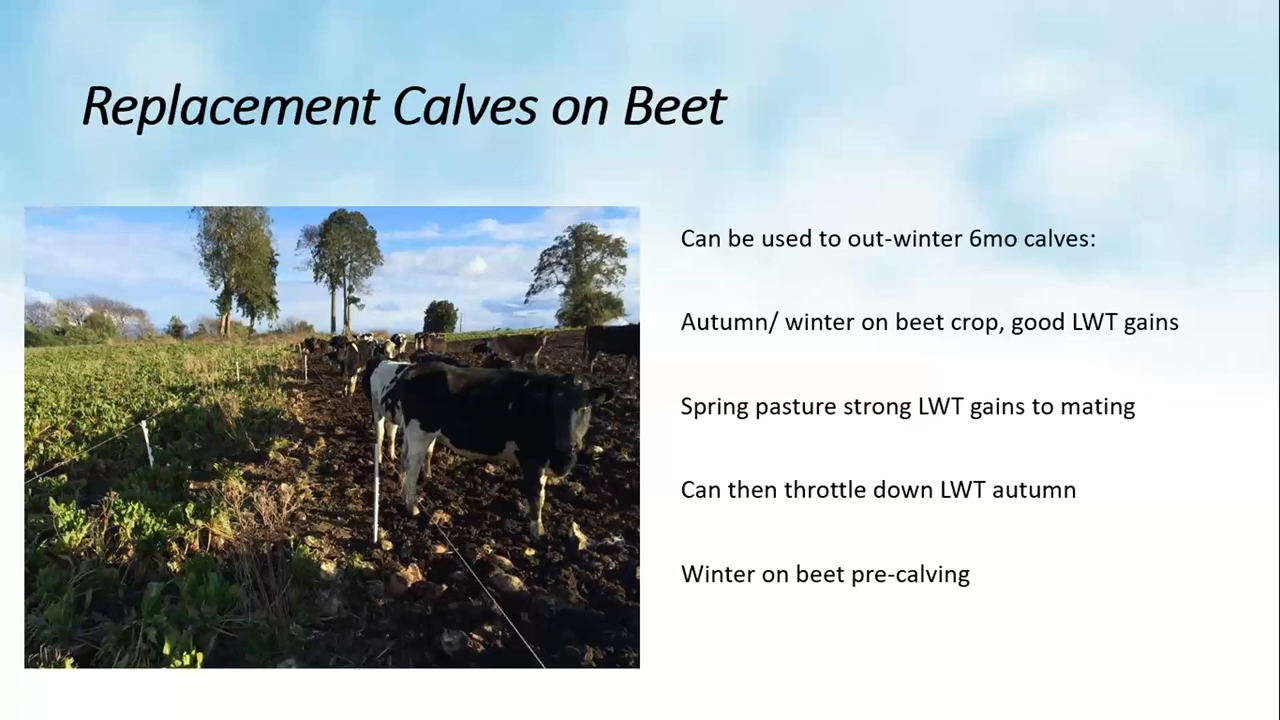 Replacement Calves on Beet
Can be used to out-winter 6mo calves:
Autumn/ winter on beet crop, good LWT gains
Spring pasture strong LWT gains to mating
Can then throttle down LWT autumn
Winter on beet pre-calving